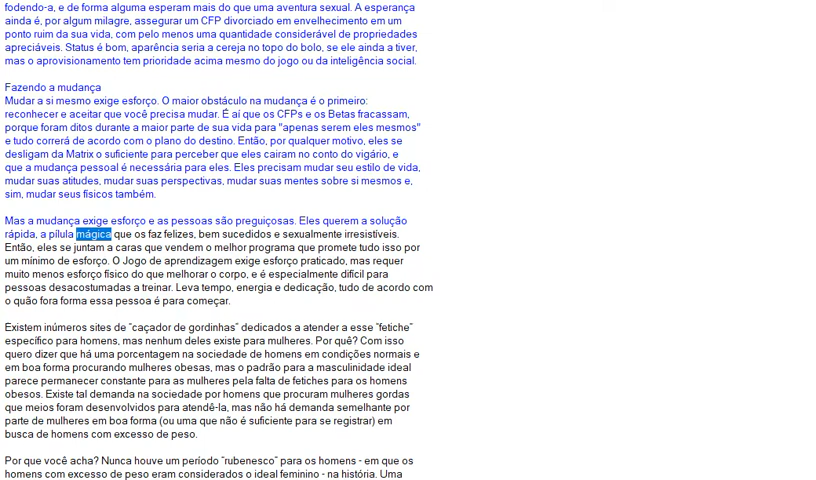 fodendo-a, e de forma alguma esperam mais do que uma aventura sexual. A esperança
ainda é, por algum milagre, assegurar um CFP divorciado em envelhecimento em um
ponto ruim da sua vida, com pelo menos uma quantidade considerável de propriedades
apreciáveis. Status é bom, aparência seria a cereja no topo do bolo, se ele ainda a tiver,
mas o aprovisionamento tem prioridade acima mesmo do jogo ou da inteligência social.

Fazendo a mudança
Mudar a si mesmo exige esforço. O maior obstáculo na mudança é o primeiro:
reconhecer e aceitar que você precisa mudar. É aí que os CFPs e os Betas fracassam,
porque foram ditos durante a maior parte de sua vida para "apenas serem eles mesmos"
e tudo correrá de acordo com o plano do destino. Então, por qualquer motivo, eles se
desligam da Matrix o suficiente para perceber que eles cairam no conto do vigário, e
que a mudança pessoal é necessária para eles. Eles precisam mudar seu estilo de vida,
mudar suas atitudes, mudar suas perspectivas, mudar suas mentes sobre si mesmos e,
sim, mudar seus físicos também.

Mas a mudança exige esforço e as pessoas são preguiçosas. Eles querem a solução
rápida, a pílula mágica que os faz felizes, bem sucedidos e sexualmente irresistíveis.
Então, eles se juntam a caras que vendem o melhor programa que promete tudo isso por
um mínimo de esforço. O Jogo de aprendizagem exige esforço praticado, mas requer
muito menos esforço físico do que melhorar o corpo, e é especialmente difícil para
pessoas desacostumadas a treinar. Leva tempo, energia e dedicação, tudo de acordo com
o quão fora forma essa pessoa é para começar.

Existem inúmeros sites de "caçador de gordinhas" dedicados a atender a esse "fetiche"
específico para homens, mas nenhum deles existe para mulheres. Por quê? Com isso
quero dizer que há uma porcentagem na sociedade de homens em condições normais e
em boa forma procurando mulheres obesas, mas o padrão para a masculinidade ideal
parece permanecer constante para as mulheres pela falta de fetiches para os homens
obesos. Existe tal demanda na sociedade por homens que procuram mulheres gordas
que meios foram desenvolvidos para atendê-la, mas não há demanda semelhante por
parte de mulheres em boa forma (ou uma que não é suficiente para se registrar) em
busca de homens com excesso de peso.

Por que você acha? Nunca houve um período "rubenesco" para os homens - em que os
homens com excesso de peso eram considerados o ideal feminino - na história. Uma